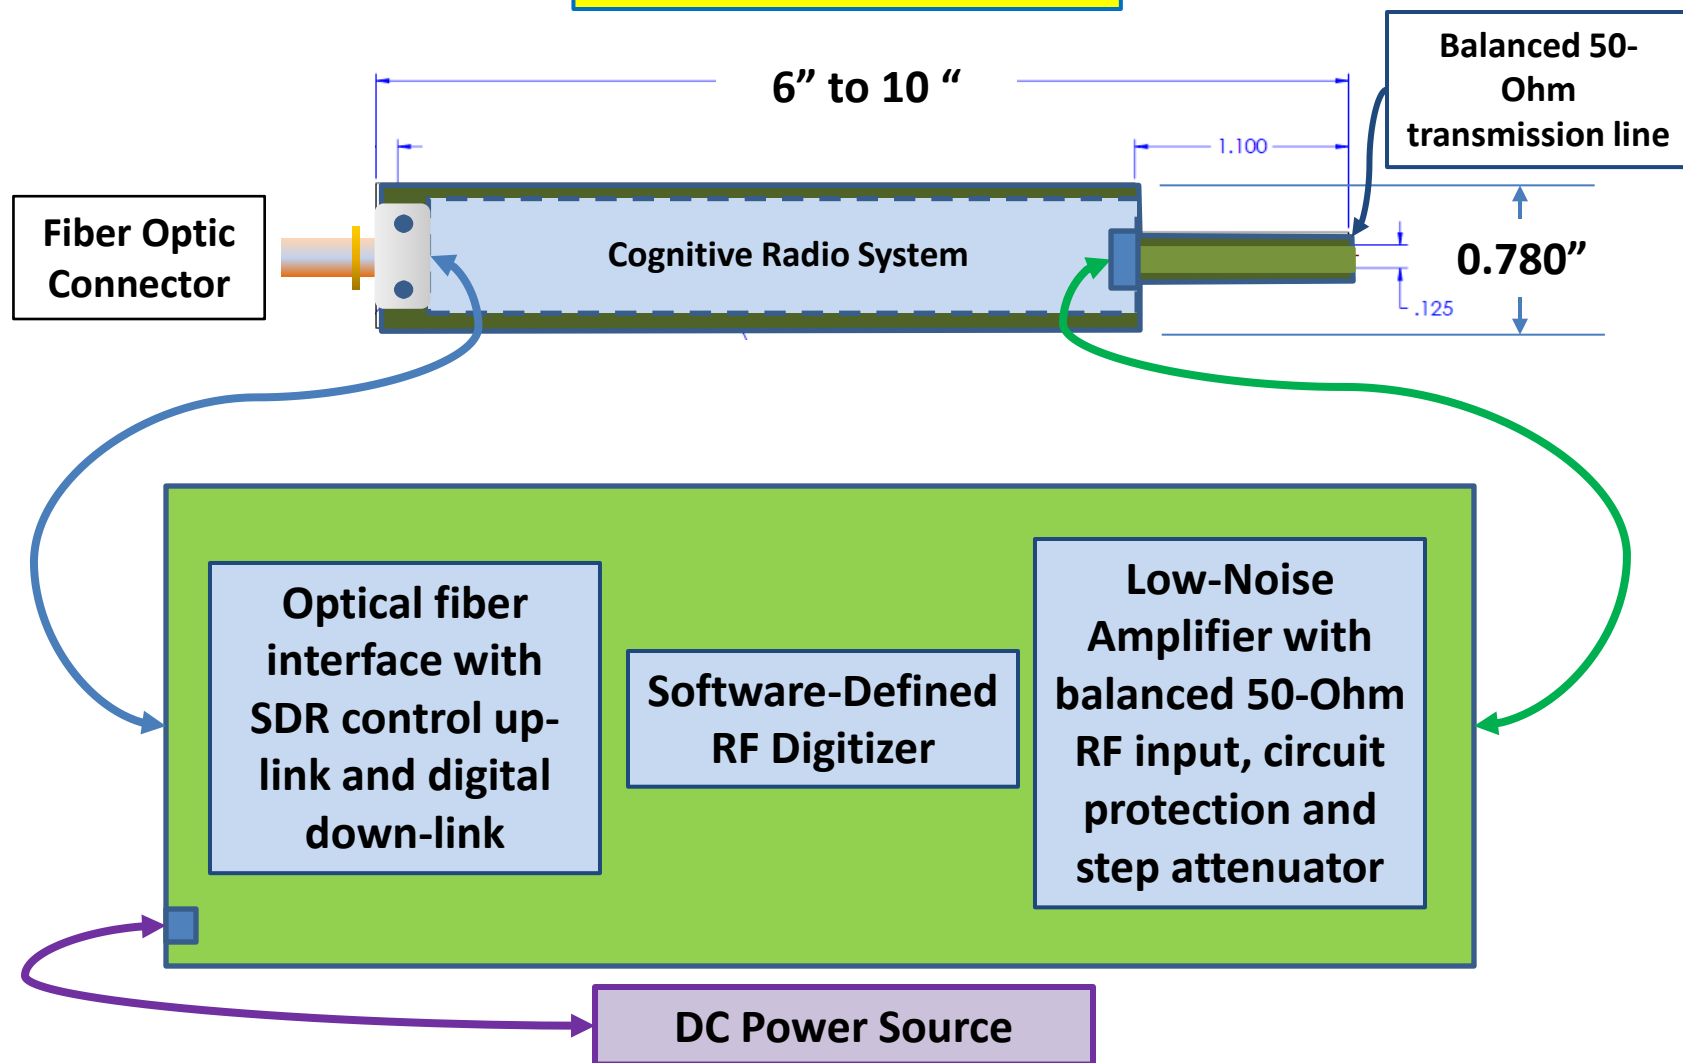 Balanced 50-
Ohm
transmission line
6” to 10 “
1.100
Fiber Optic
Connector
Cognitive Radio System
0.780”
.125
Optical fiber
interface with
SDR control up-
link and digital
down-link
Software-Defined
RF Digitizer
Low-Noise
Amplifier with
balanced 50-Ohm
RF input, circuit
protection and
step attenuator
DC Power Source